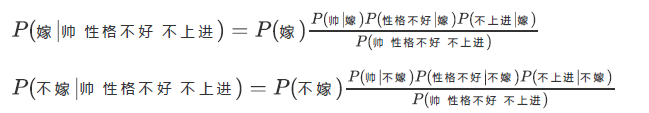 P(嫁|帅 性格不好 不上进) = P(嫁) P(帅|嫁)P(性格不好|嫁)P(不上进|嫁) / P(帅 性格不好 不上进)
P(不嫁|帅 性格不好 不上进) = P(不嫁) P(帅|不嫁)P(性格不好|不嫁)P(不上进|不嫁) / P(帅 性格不好 不上进)